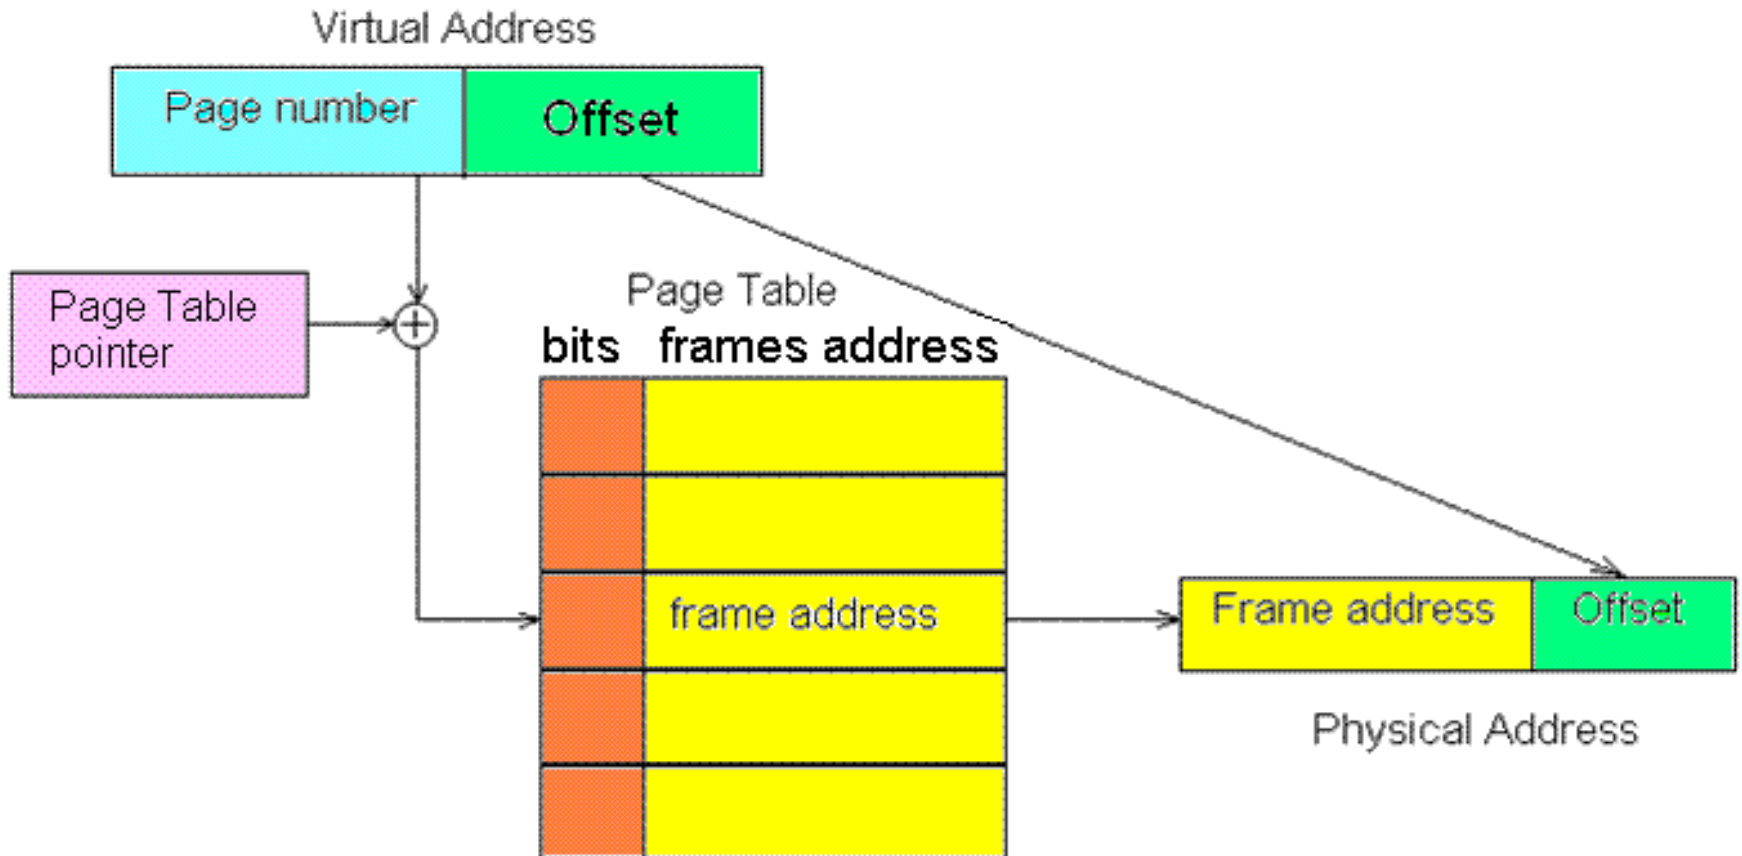 Virtual Address
Page number
Offset
Page Table
pointer
+
Page Table
bits frames address
frame address
Frame address
Offset
Physical Address